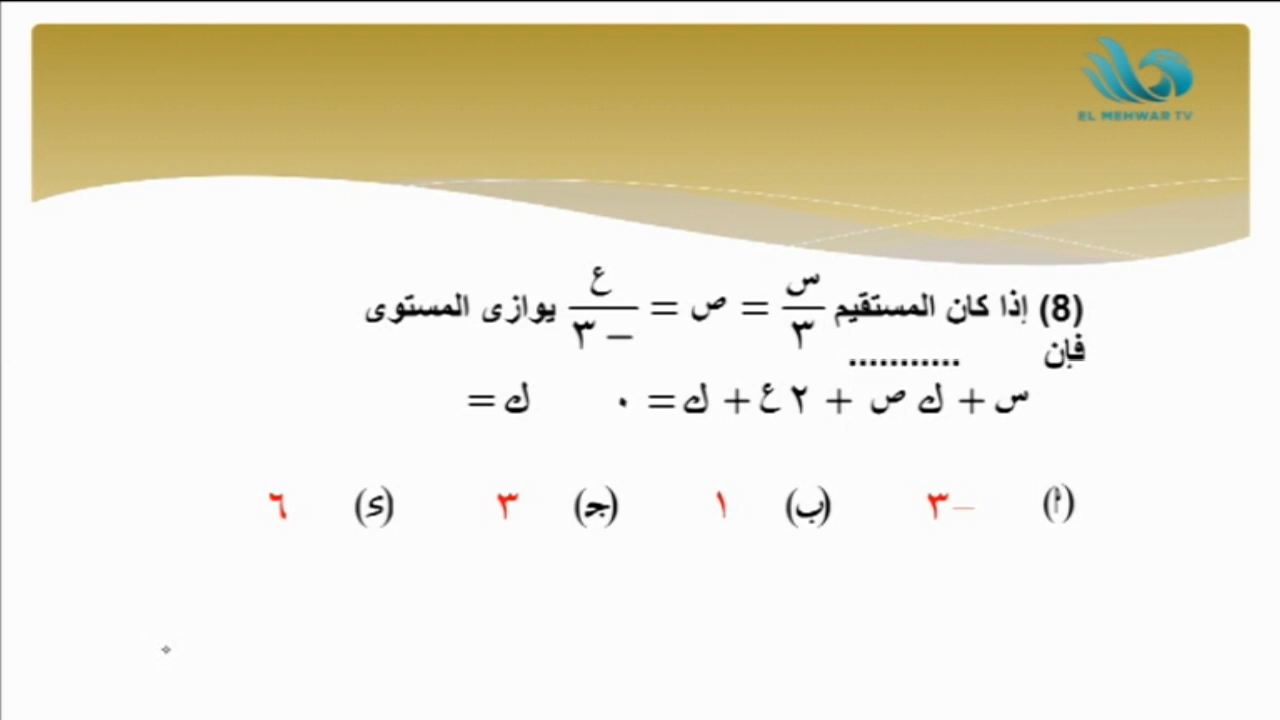 EL MEHWAR TV
(8) إذا كان المستقيم س/٣ = ص = ع/−٣ يوازى المستوى
فإن ...........
س + ك ص + ٢ ع + ك = ٠ ك =
(أ) −٣ (ب) ١ (جـ) ٣ (ى) ٦